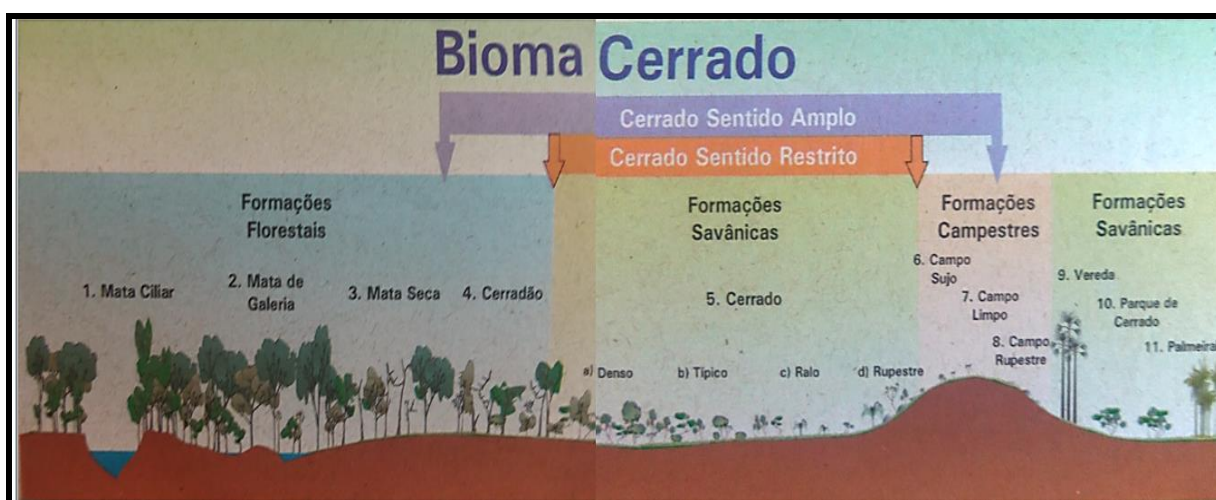 Bioma Cerrado
Cerrado Sentido Amplo
Cerrado Sentido Restrito
Formações
Florestais
1. Mata Ciliar
2. Mata de
Galeria
3. Mata Seca
4. Cerradão
Formações
Savânicas
5. Cerrado
a) Denso
b) Típico
c) Ralo
d) Rupestre
Formações
Campestres
6. Campo
Sujo
7. Campo
Limpo
8. Campo
Rupestre
Formações
Savânicas
9. Vereda
10. Parque de
Cerrado
11. Palmeira